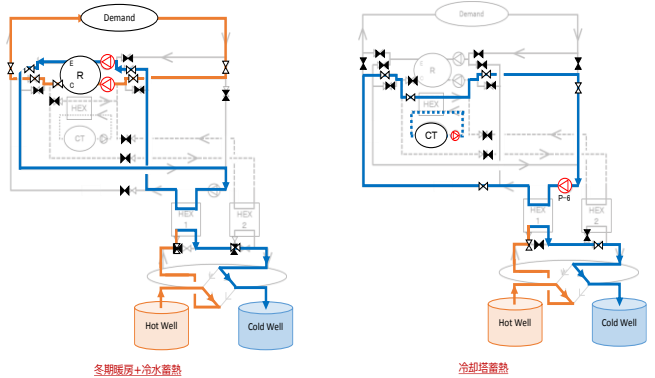 Demand
E
R
C
HEX
CT
HEX
1
HEX
2
Hot Well
Cold Well
冬期暖房+冷水蓄熱
Demand
E
R
C
HEX
CT
P-6
HEX
1
HEX
2
Hot Well
Cold Well
冷却塔蓄熱